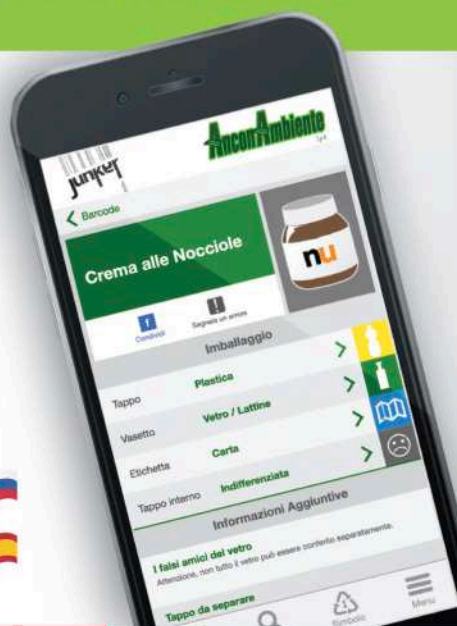 junker
AnconAmbiente
SpA
Barcode
Crema alle Nocciole
nu
Condividi
Segnala un errore
Imballaggio
Tappo Plastica
Vasetto Vetro / Lattine
Etichetta Carta
Tappo interno Indifferenziata
Informazioni Aggiuntive
I falsi amici del vetro
Attenzione, non tutto il vetro può essere conferito separatamente.
Tappo da separare
Simbolo
Menu